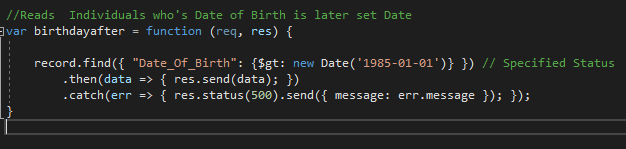 //Reads  Individuals who's Date of Birth is later set Date
var birthdayafter = function (req, res) {
record.find({ "Date_Of_Birth": {$gt: new Date('1985-01-01')} }) // Specified Status
.then(data => { res.send(data); })
.catch(err => { res.status(500).send({ message: err.message }); });
}